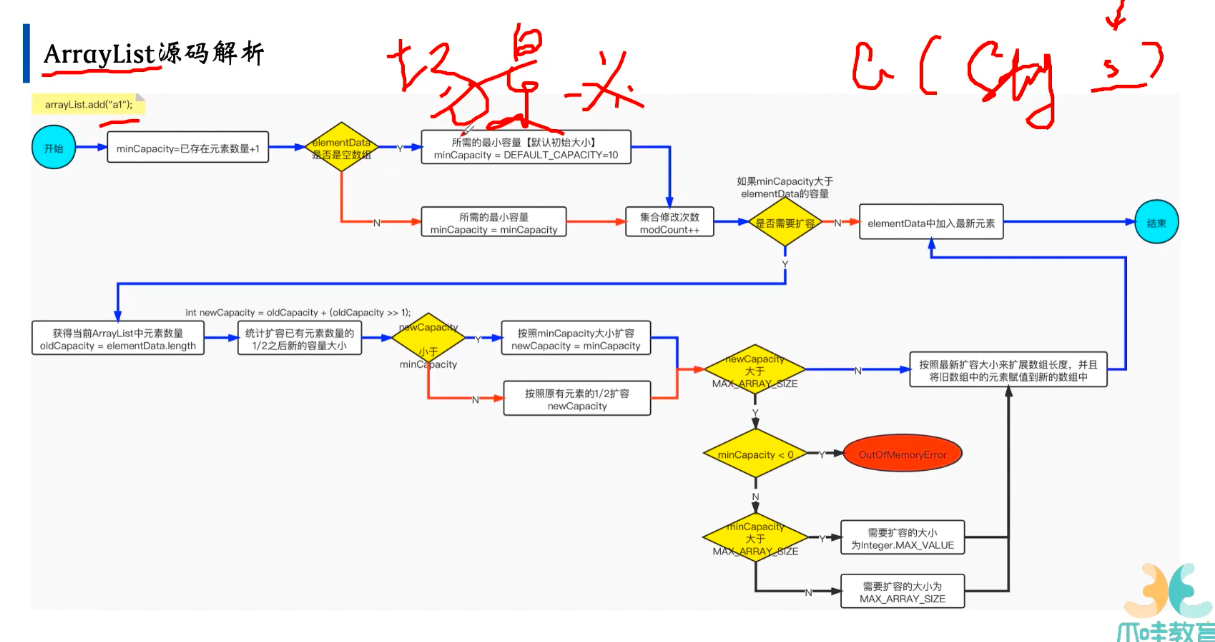 ArrayList源码解析
场景
arrayList.add("a1");
开始
minCapacity=已存在元素数量+1
elementData
是否是空数组
Y
所需的最小容量【默认初始大小】
minCapacity = DEFAULT_CAPACITY=10
N
所需的最小容量
minCapacity = minCapacity
集合修改次数
modCount++
如果minCapacity大于
elementData的容量
是否需要扩容
N
elementData中加入最新元素
结束
Y
int newCapacity = oldCapacity + (oldCapacity >> 1);
获得当前ArrayList中元素数量
oldCapacity = elementData.length
统计扩容已有元素数量的
1/2之后新的容量大小
newCapacity
小于
minCapacity
Y
按照minCapacity大小扩容
newCapacity = minCapacity
N
按照原有元素的1/2扩容
newCapacity
newCapacity
大于
MAX_ARRAY_SIZE
N
按照最新扩容大小来扩展数组长度，并且
将旧数组中的元素赋值到新的数组中
Y
minCapacity < 0
Y
OutOfMemoryError
N
minCapacity
大于
MAX_ARRAY_SIZE
Y
需要扩容的大小
为Integer.MAX_VALUE
N
需要扩容的大小为
MAX_ARRAY_SIZE
爪哇教育